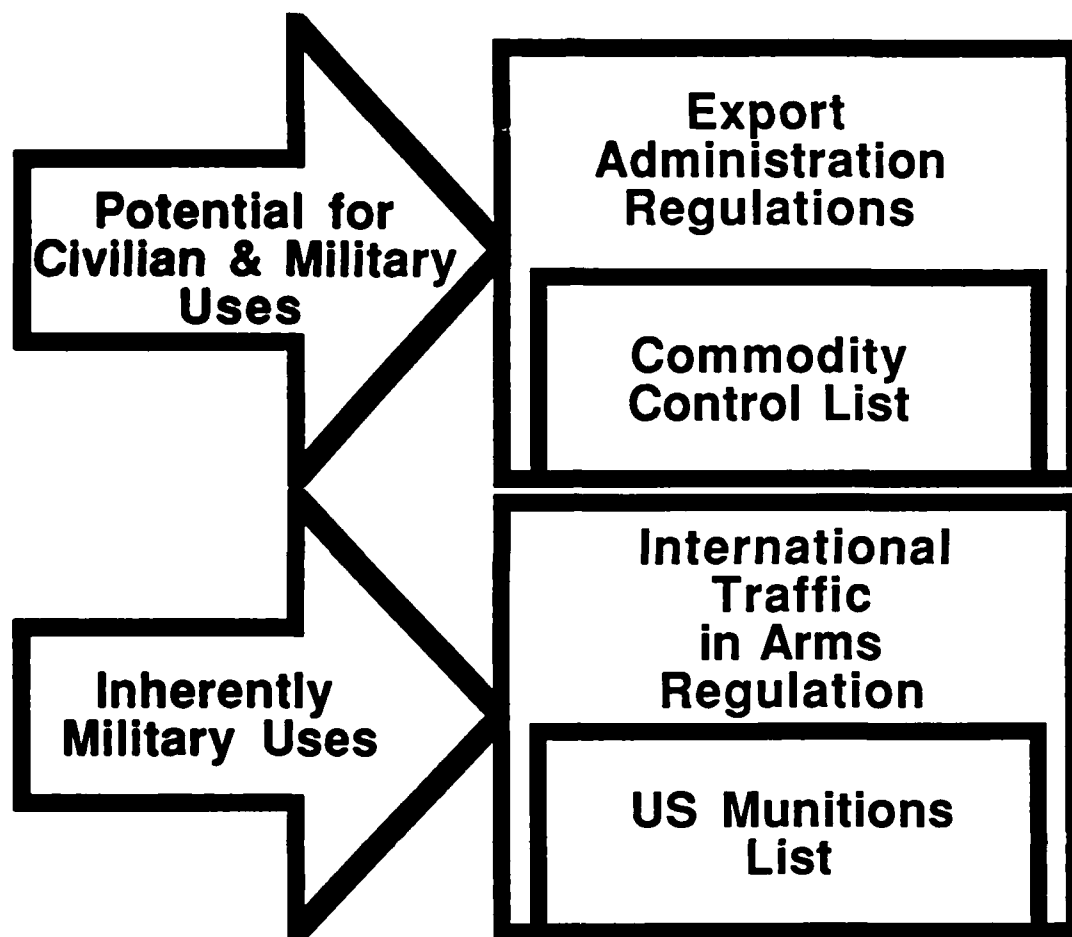 Potential for
Civilian & Military
Uses
Export
Administration
Regulations
Commodity
Control List
Inherently
Military Uses
International
Traffic
in Arms
Regulation
US Munitions
List